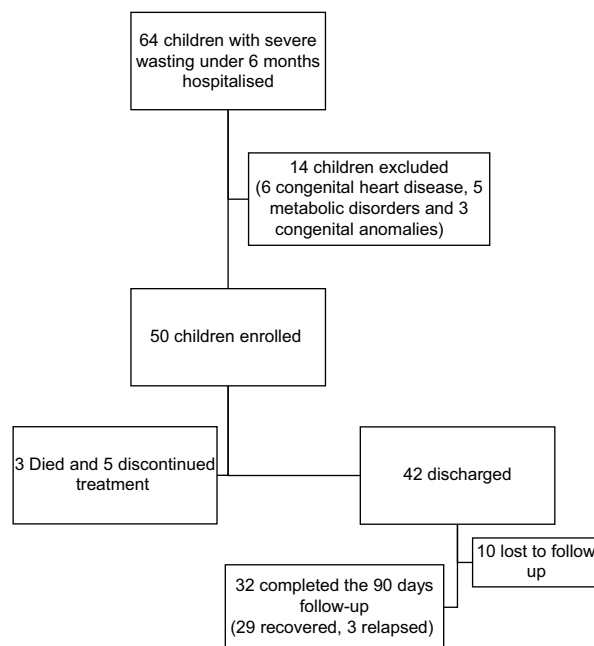 64 children with severe
wasting under 6 months
hospitalised
14 children excluded
(6 congenital heart disease, 5
metabolic disorders and 3
congenital anomalies)
50 children enrolled
3 Died and 5 discontinued
treatment
42 discharged
10 lost to follow
up
32 completed the 90 days
follow-up
(29 recovered, 3 relapsed)